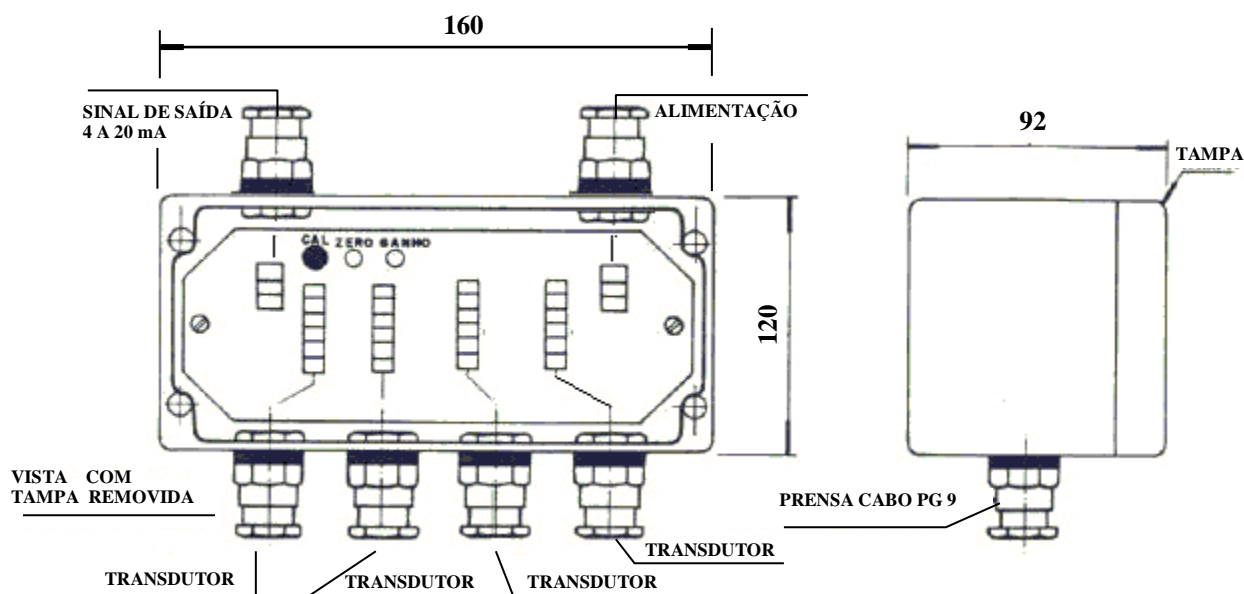 160
SINAL DE SAÍDA
4 A 20 mA
ALIMENTAÇÃO
92
TAMPA
CAL ZERO GANHO
120
VISTA COM
TAMPA REMOVIDA
PRENSA CABO PG 9
TRANSDUTOR
TRANSDUTOR
TRANSDUTOR
TRANSDUTOR